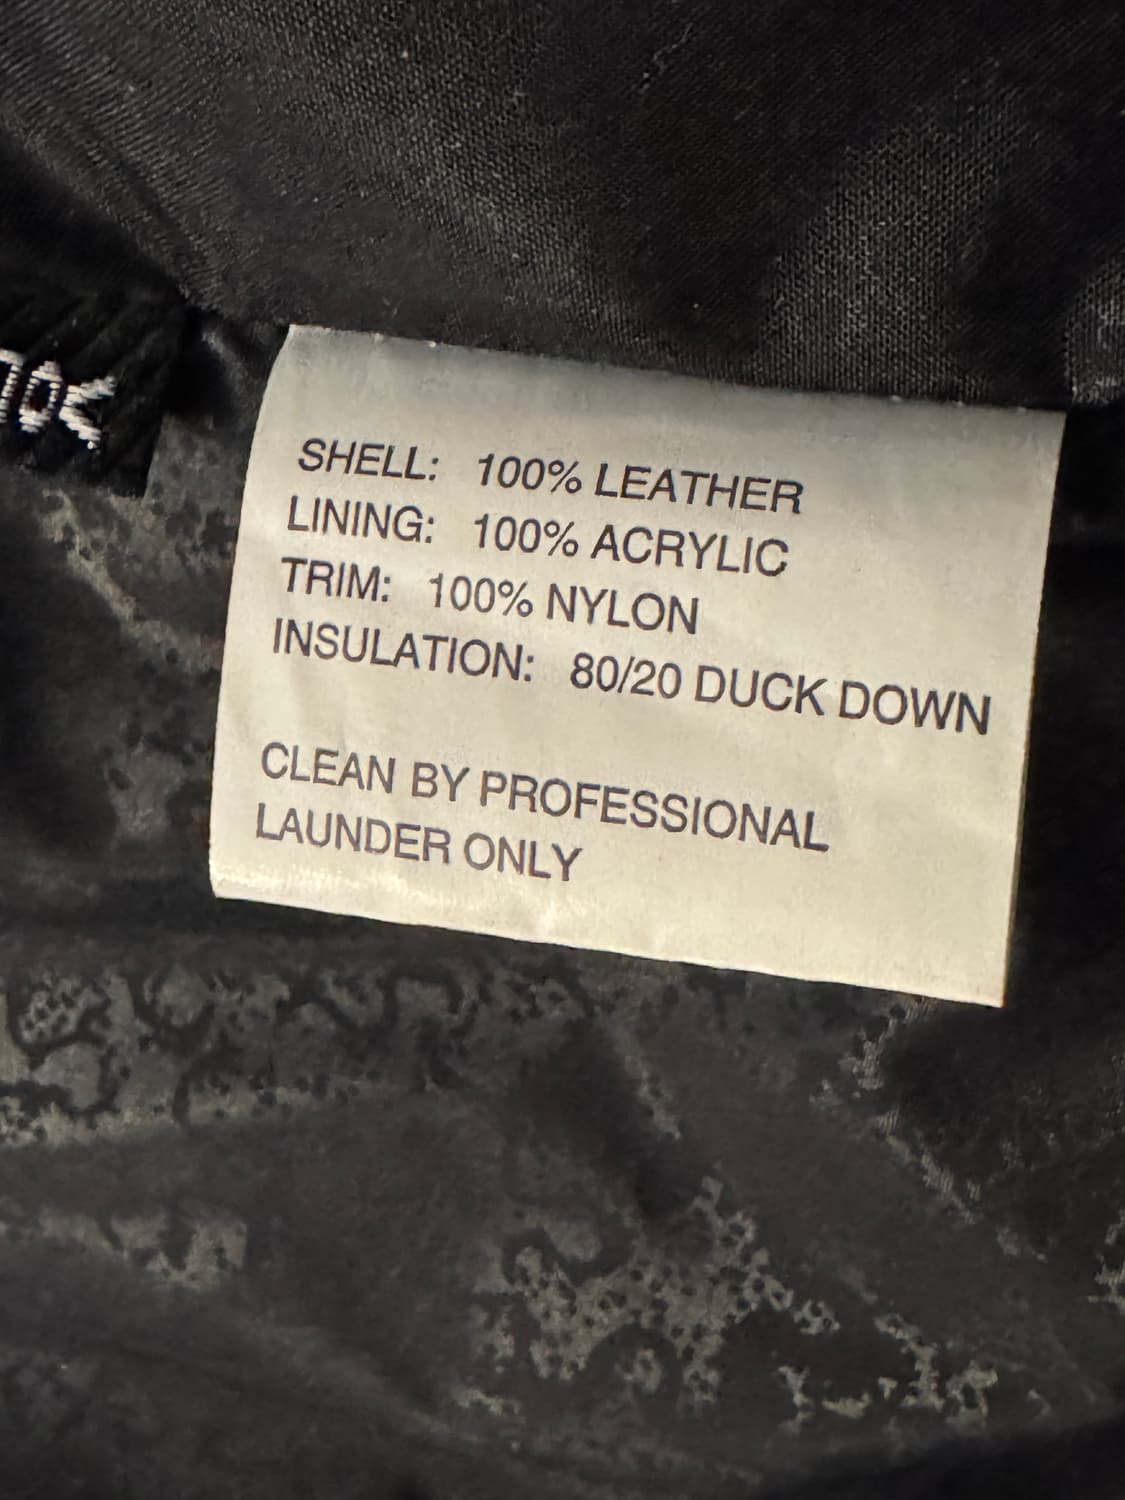 SHELL: 100% LEATHER
LINING: 100% ACRYLIC
TRIM: 100% NYLON
INSULATION: 80/20 DUCK DOWN
CLEAN BY PROFESSIONAL
LAUNDER ONLY